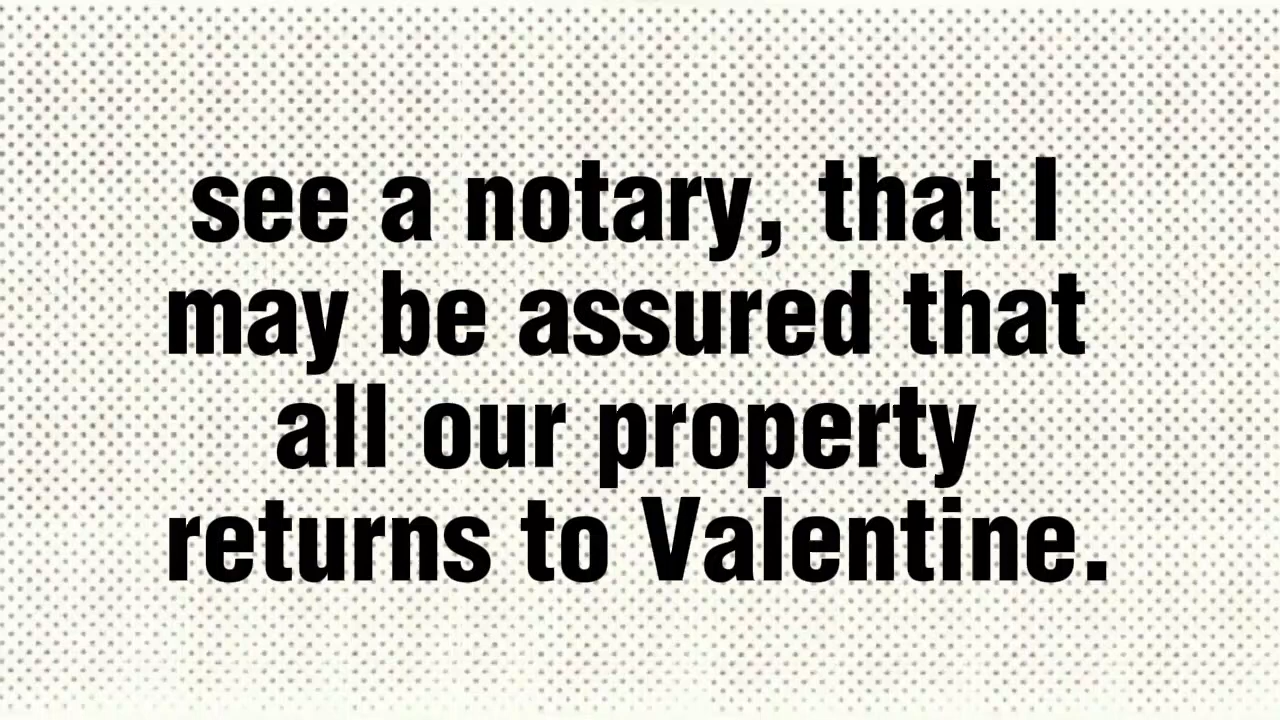 see a notary, that I
may be assured that
all our property
returns to Valentine.